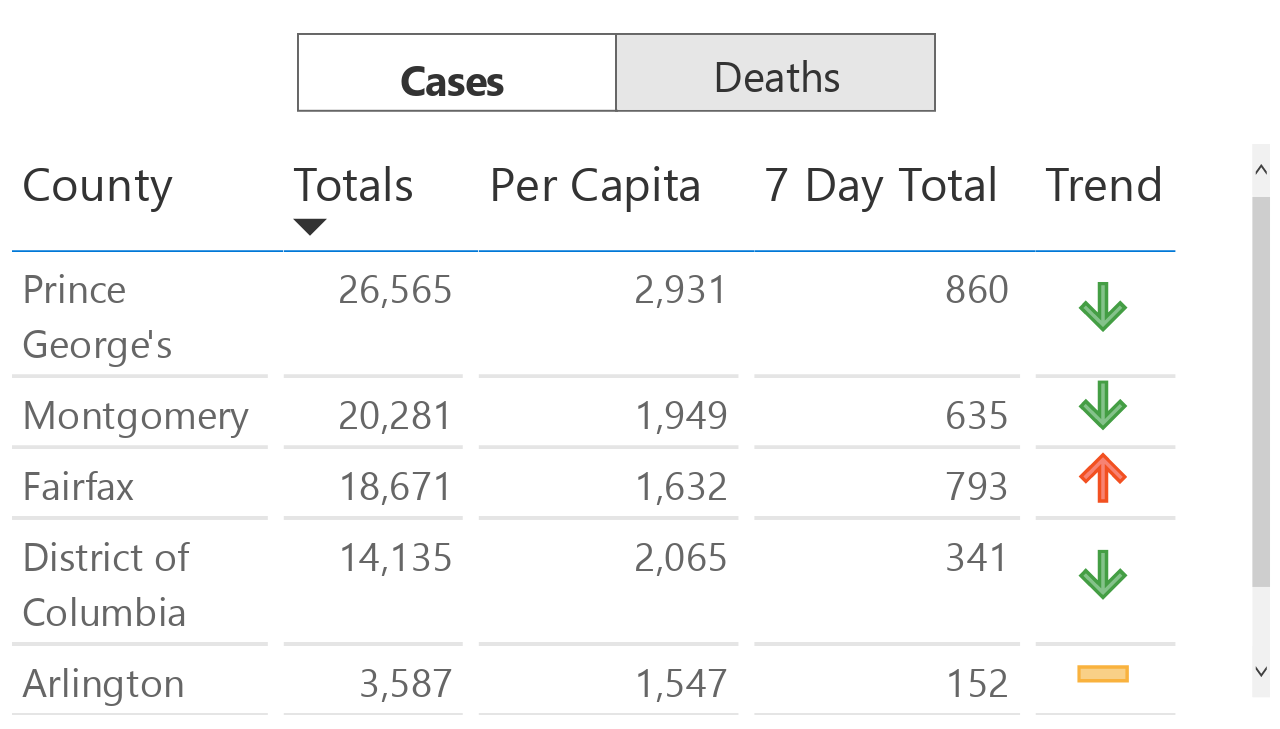 Cases Deaths
County Totals Per Capita 7 Day Total Trend
Prince 26,565 2,931 860
George's
Montgomery 20,281 1,949 635
Fairfax 18,671 1,632 793
District of 14,135 2,065 341
Columbia
Arlington 3,587 1,547 152